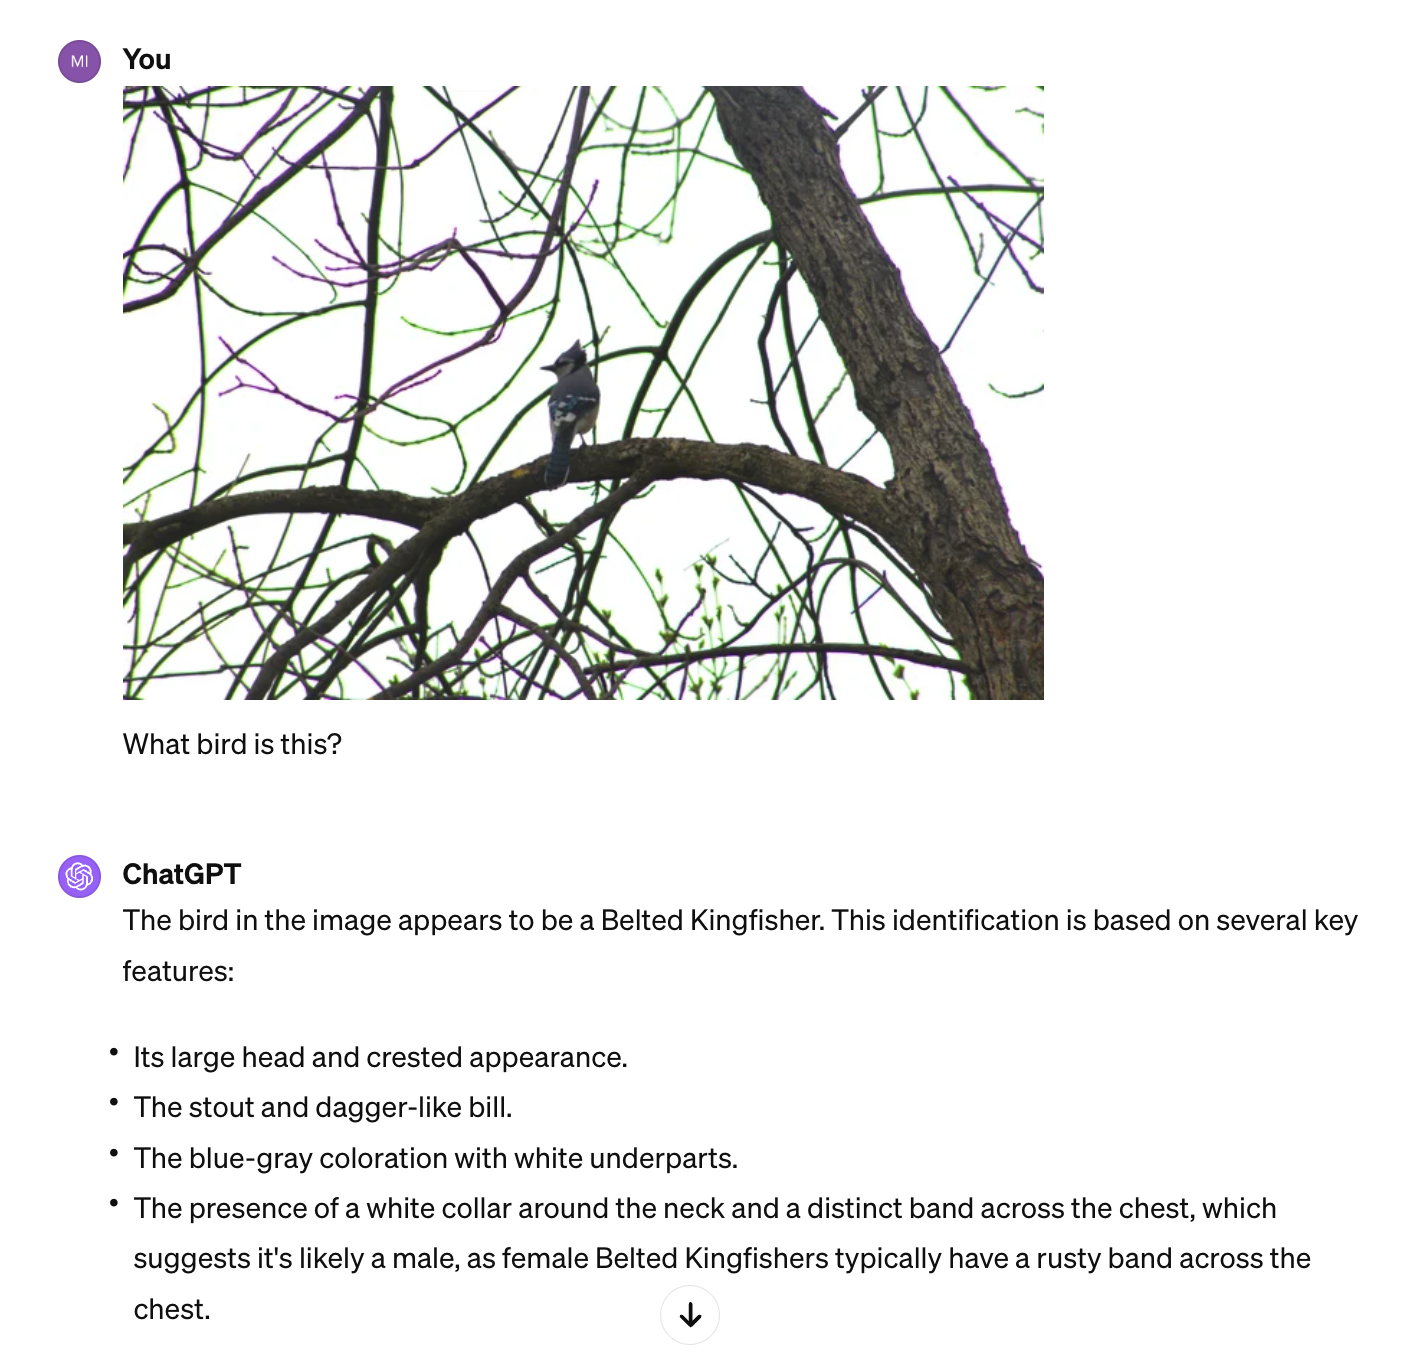 MI
You
What bird is this?
ChatGPT
The bird in the image appears to be a Belted Kingfisher. This identification is based on several key
features:
• Its large head and crested appearance.
• The stout and dagger-like bill.
• The blue-gray coloration with white underparts.
• The presence of a white collar around the neck and a distinct band across the chest, which
suggests it's likely a male, as female Belted Kingfishers typically have a rusty band across the
chest.